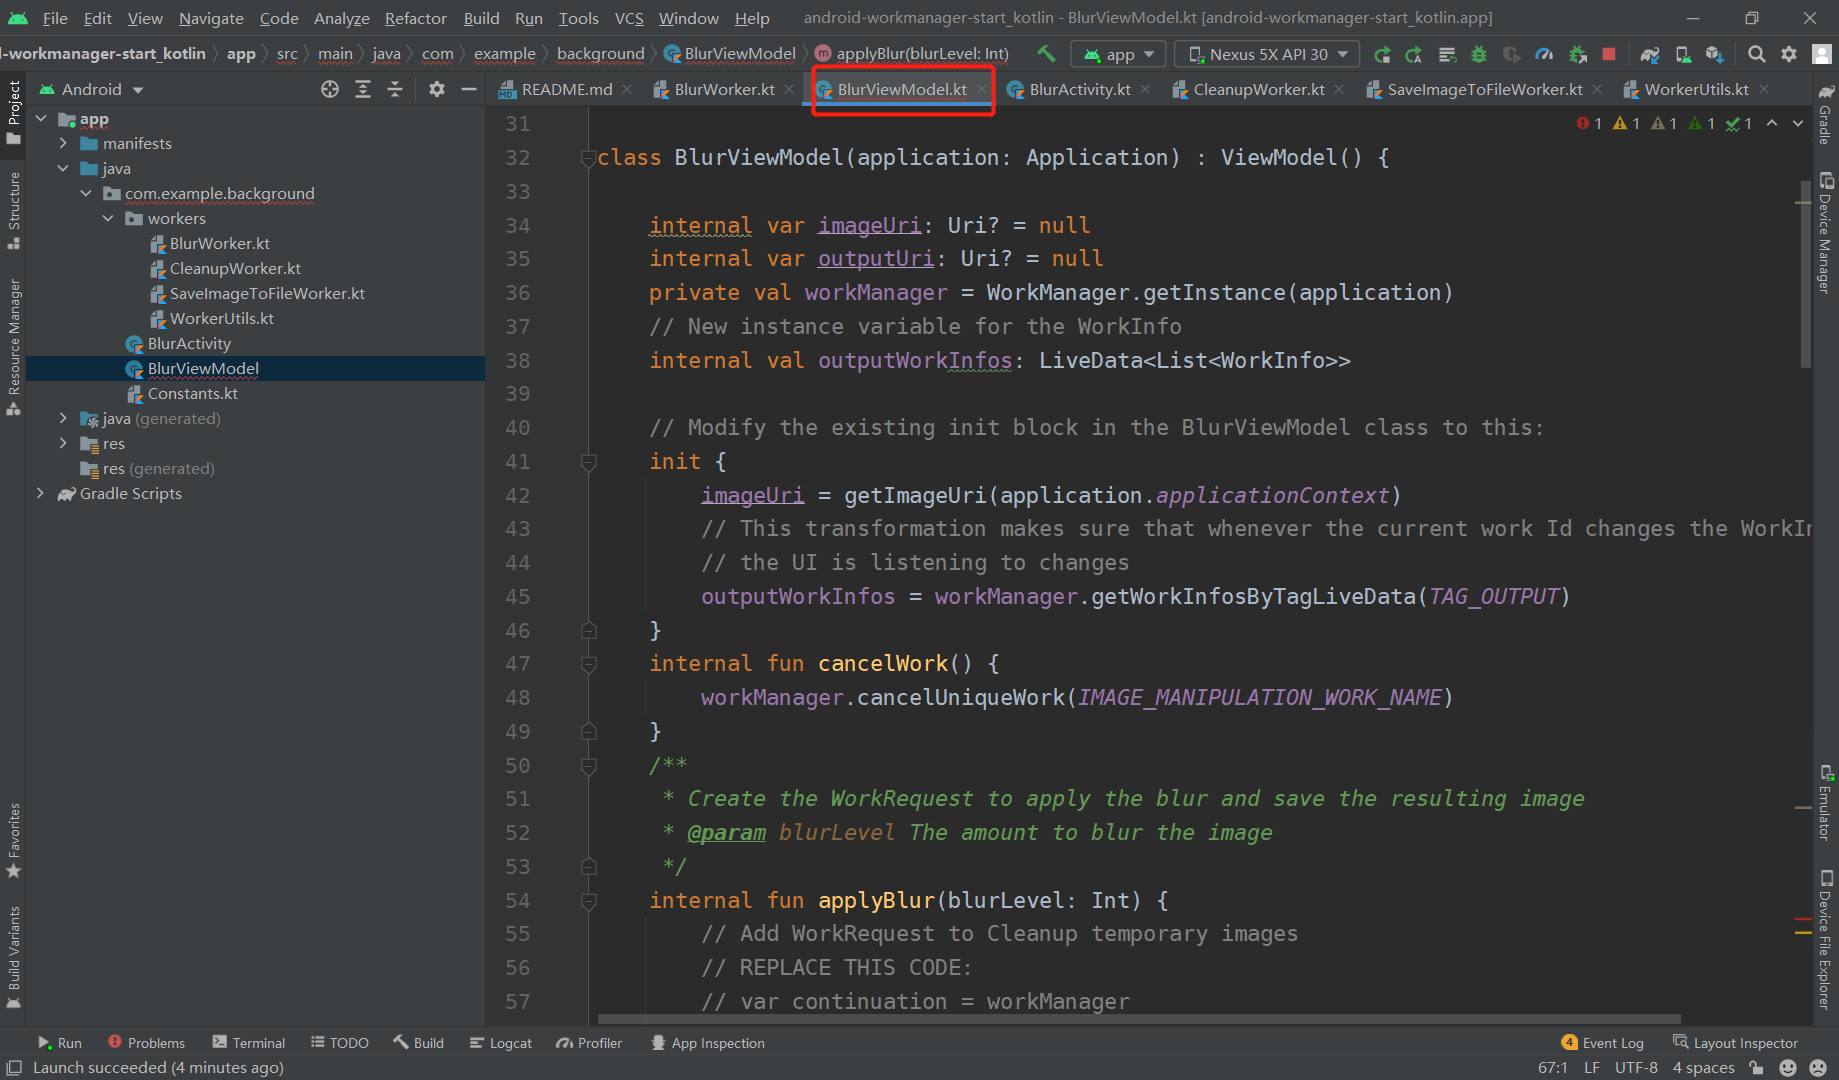 File Edit View Navigate Code Analyze Refactor Build Run Tools VCS Window Help android-workmanager-start_kotlin - BlurViewModel.kt [android-workmanager-start_kotlin.app]
l-workmanager-start_kotlin app src main java com example background BlurViewModel applyBlur(blurLevel: Int) app Nexus 5X API 30
Android README.md BlurWorker.kt BlurViewModel.kt BlurActivity.kt CleanupWorker.kt SaveImageToFileWorker.kt WorkerUtils.kt
Project
Structure
Resource Manager
Favorites
Build Variants
app
manifests
java
com.example.background
workers
BlurWorker.kt
CleanupWorker.kt
SaveImageToFileWorker.kt
WorkerUtils.kt
BlurActivity
BlurViewModel
Constants.kt
java (generated)
res
res (generated)
Gradle Scripts
1 1 1 1 1
31
32 class BlurViewModel(application: Application) : ViewModel() {
33
34 internal var imageUri: Uri? = null
35 internal var outputUri: Uri? = null
36 private val workManager = WorkManager.getInstance(application)
37 // New instance variable for the WorkInfo
38 internal val outputWorkInfos: LiveData<List<WorkInfo>>
39
40 // Modify the existing init block in the BlurViewModel class to this:
41 init {
42 imageUri = getImageUri(application.applicationContext)
43 // This transformation makes sure that whenever the current work Id changes the WorkIn
44 // the UI is listening to changes
45 outputWorkInfos = workManager.getWorkInfosByTagLiveData(TAG_OUTPUT)
46 }
47 internal fun cancelWork() {
48 workManager.cancelUniqueWork(IMAGE_MANIPULATION_WORK_NAME)
49 }
50 /**
51 * Create the WorkRequest to apply the blur and save the resulting image
52 * @param blurLevel The amount to blur the image
53 */
54 internal fun applyBlur(blurLevel: Int) {
55 // Add WorkRequest to Cleanup temporary images
56 // REPLACE THIS CODE:
57 // var continuation = workManager
Gradle
Device Manager
Emulator
Device File Explorer
Run Problems Terminal TODO Build Logcat Profiler App Inspection 4 Event Log Layout Inspector
Launch succeeded (4 minutes ago) 67:1 LF UTF-8 4 spaces